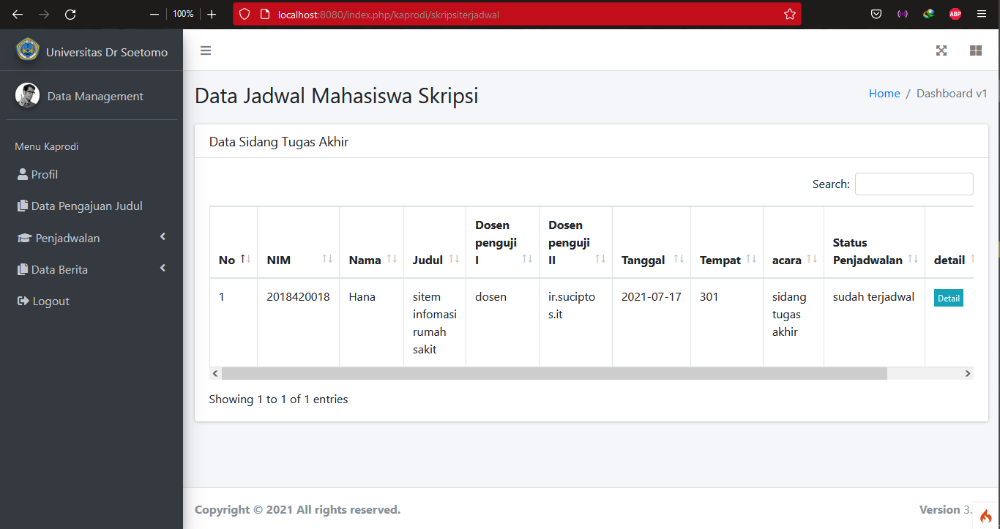 100%
localhost:8080/index.php/kaprodi/skripsiterjadwal
ABP
Universitas Dr Soetomo
Data Management
Menu Kaprodi
Profil
Data Pengajuan Judul
Penjadwalan
Data Berita
Logout
Data Jadwal Mahasiswa Skripsi
Home / Dashboard v1
Data Sidang Tugas Akhir
Search:
No NIM Nama Judul Dosen penguji I Dosen penguji II Tanggal Tempat acara Status Penjadwalan detail
1 2018420018 Hana sitem infomasi rumah sakit dosen ir.sucipto s.it 2021-07-17 301 sidang tugas akhir sudah terjadwal Detail
Showing 1 to 1 of 1 entries
Copyright © 2021 All rights reserved.
Version 3.